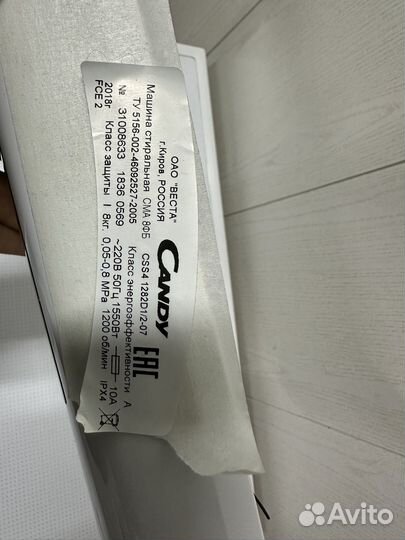 ОАО "ВЕСТА"
г.Киров, РОССИЯ
CANDY
EAC
Машина стиральная СМА 8ФБ CSS4 1282D1/2-07
ТУ 5156-002-46092527-2005 Класс энергоэффективности А
№ 31008633 1836 0569 ~220В 50Гц 1550Вт 10А
2018г Класс защиты I 8кг. 0,05-0,8 MPa 1200 об/мин IPX4
FCE 2
Avito